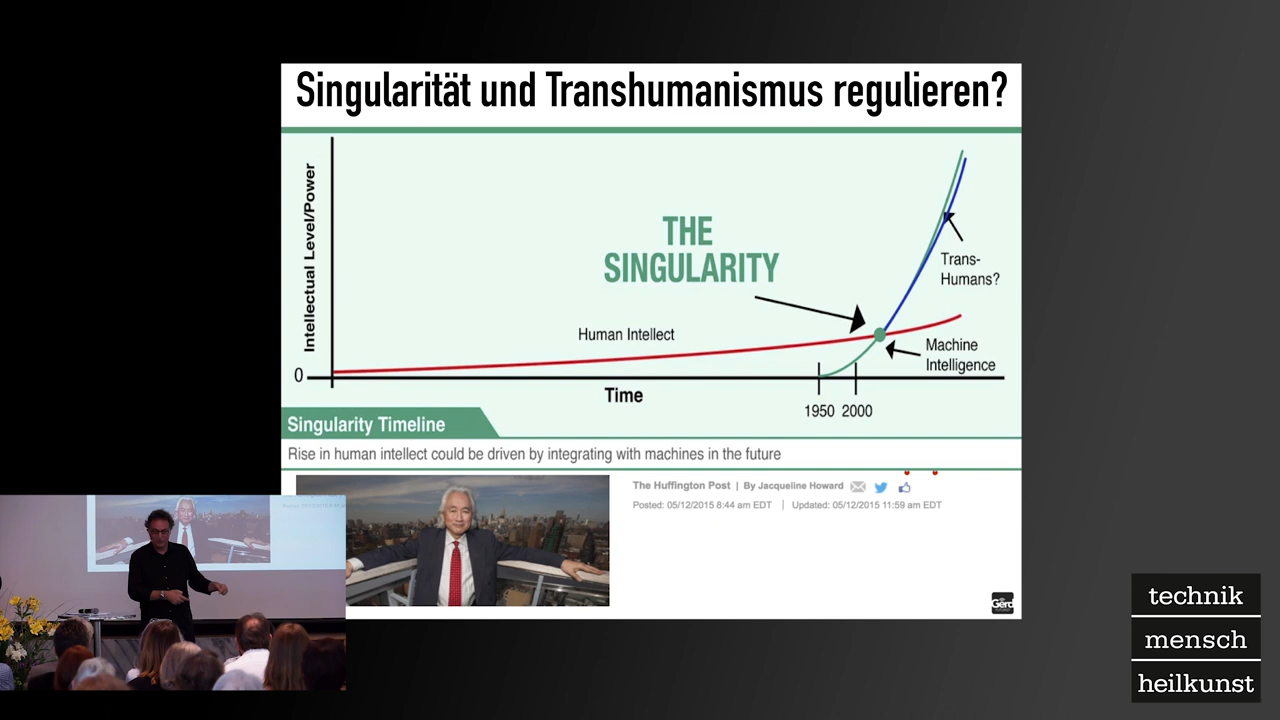 Singularität und Transhumanismus regulieren?
Intellectual Level/Power
THE
SINGULARITY
Trans-
Humans?
Human Intellect
Machine
Intelligence
0
Time
1950 2000
Singularity Timeline
Rise in human intellect could be driven by integrating with machines in the future
The Huffington Post | By Jacqueline Howard
Posted: 05/12/2015 8:44 am EDT | Updated: 05/12/2015 11:59 am EDT
Gerd
technik
mensch
heilkunst